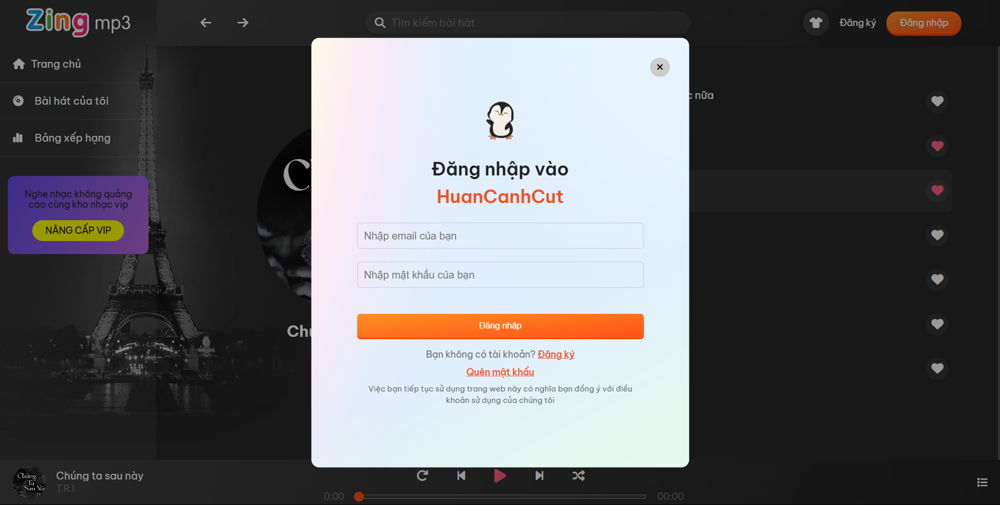 Zing mp3
Tìm kiếm bài hát
Đăng ký
Đăng nhập
Trang chủ
Bài hát của tôi
Bảng xếp hạng
Nghe nhạc không quảng
cáo cùng kho nhạc vip
NÂNG CẤP VIP
nữa
Đăng nhập vào
HuanCanhCut
Nhập email của bạn
Nhập mật khẩu của bạn
Đăng nhập
Bạn không có tài khoản? Đăng ký
Quên mật khẩu
Việc bạn tiếp tục sử dụng trang web này có nghĩa bạn đồng ý với điều
khoản sử dụng của chúng tôi
Chúng
Ta
Sau
Chúng ta sau này
T.R.I
0:00
00:00